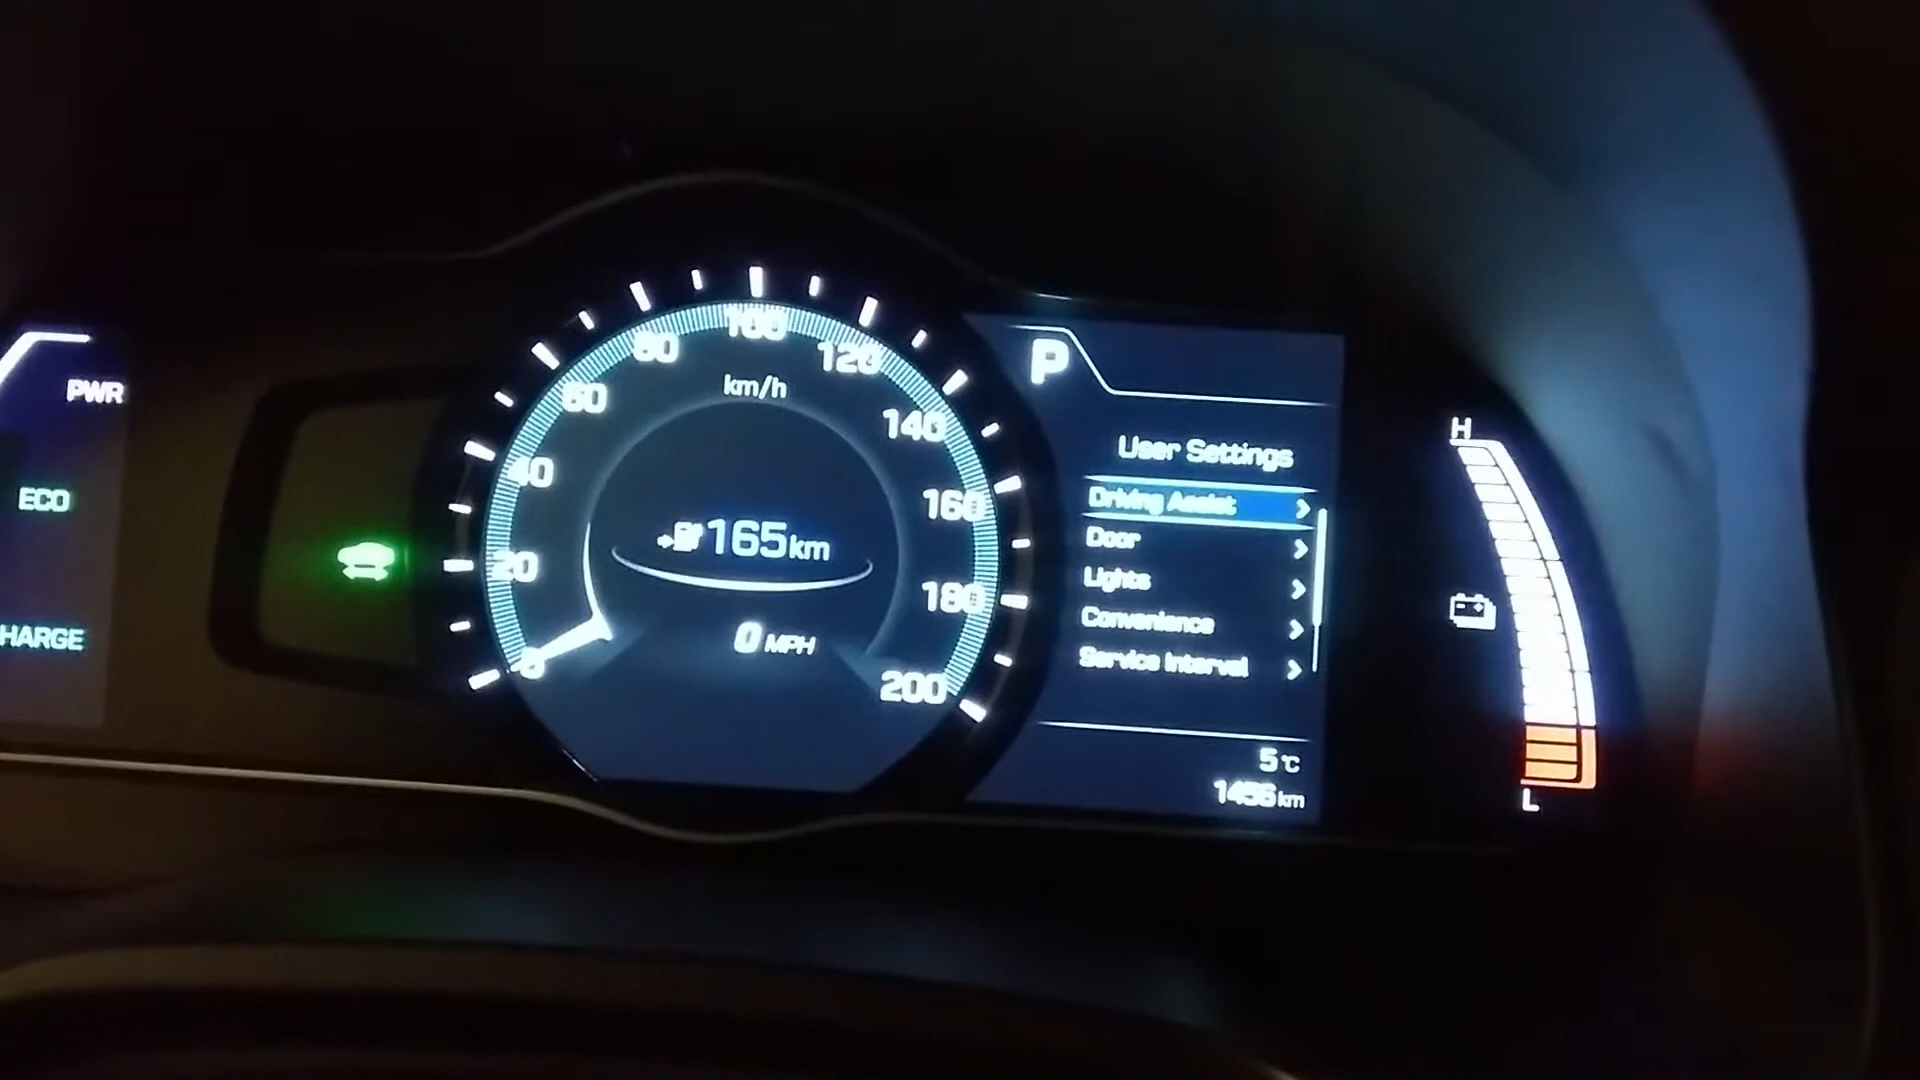 PWR
ECO
HARGE
0
20
40
60
80
100
120
140
160
180
200
km/h
165km
0 MPH
P
User Settings
Driving Assist
Door
Lights
Convenience
Service Interval
5°C
1456km
H
L